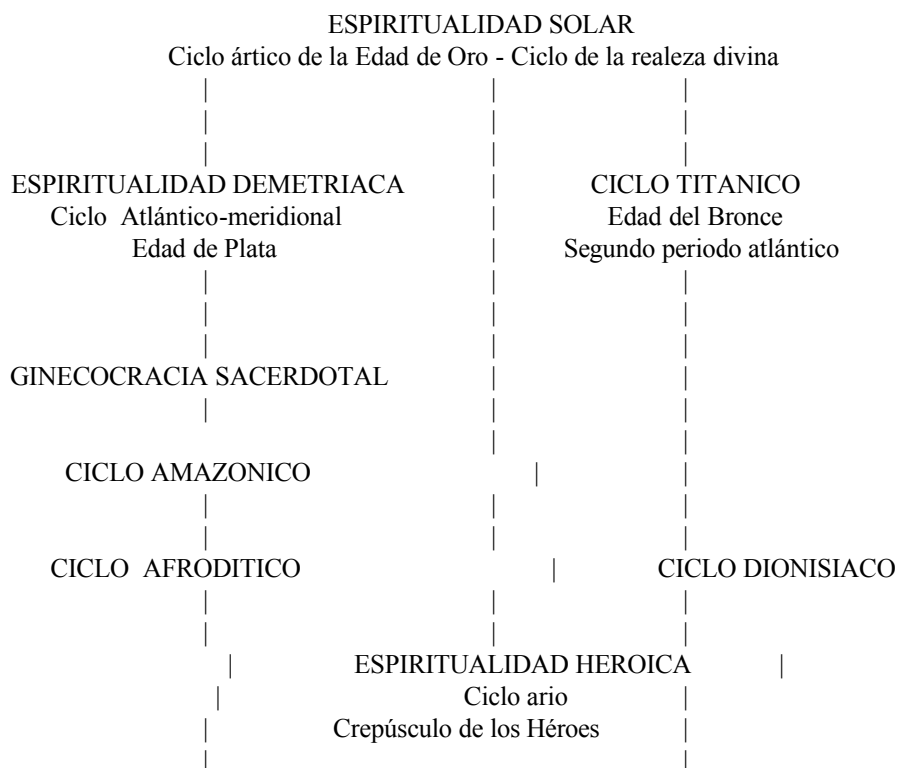 ESPIRITUALIDAD SOLAR
Ciclo ártico de la Edad de Oro - Ciclo de la realeza divina
| | |
| | |
| | |
ESPIRITUALIDAD DEMETRIACA | CICLO TITANICO
Ciclo Atlántico-meridional | Edad del Bronce
Edad de Plata | Segundo periodo atlántico
| | |
| | |
| | |
GINECOCRACIA SACERDOTAL | |
| | |
| |
CICLO AMAZONICO | |
| | |
| | |
CICLO AFRODITICO | CICLO DIONISIACO
| | |
| | |
| ESPIRITUALIDAD HEROICA |
| Ciclo ario |
| Crepúsculo de los Héroes |
| |